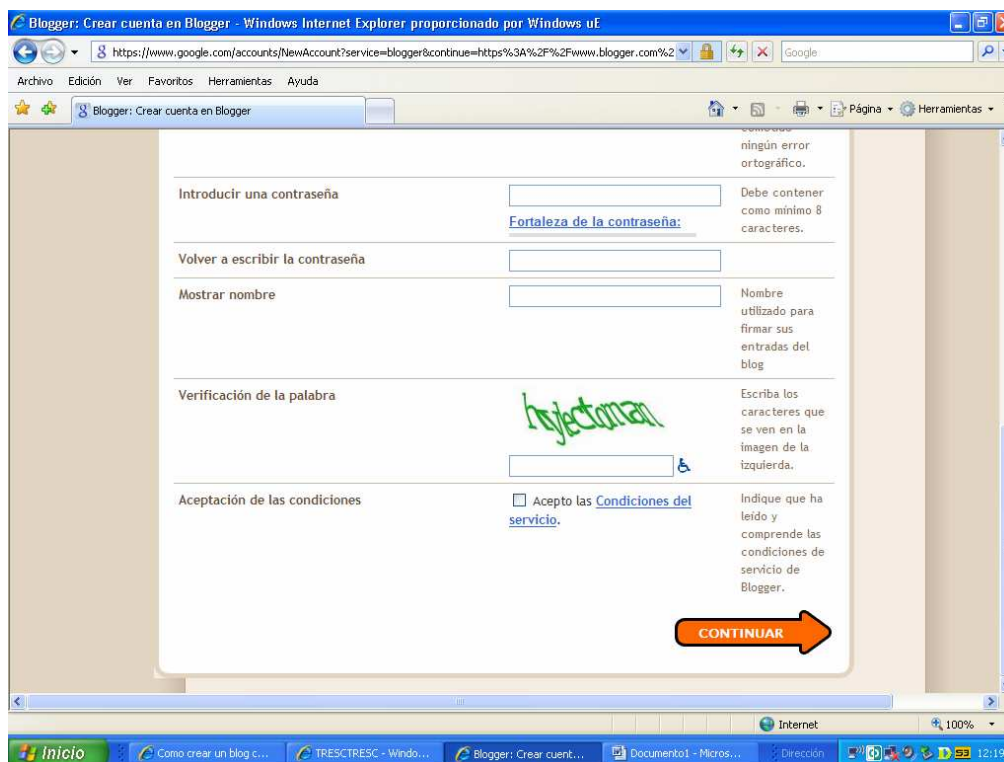 Blogger: Crear cuenta en Blogger - Windows Internet Explorer proporcionado por Windows uE
https://www.google.com/accounts/NewAccount?service=blogger&continue=https%3A%2F%2Fwww.blogger.com%2
Google
Archivo Edición Ver Favoritos Herramientas Ayuda
Blogger: Crear cuenta en Blogger
Página
Herramientas
ningún error
ortográfico.
Introducir una contraseña
Fortaleza de la contraseña:
Debe contener
como mínimo 8
caracteres.
Volver a escribir la contraseña
Mostrar nombre
Nombre
utilizado para
firmar sus
entradas del
blog
Verificación de la palabra
Escriba los
caracteres que
se ven en la
imagen de la
izquierda.
Aceptación de las condiciones
Acepto las Condiciones del
servicio.
Indique que ha
leído y
comprende las
condiciones de
servicio de
Blogger.
CONTINUAR
Internet
100%
Inicio
Como crear un blog c...
TRESCTRESC - Windo...
Blogger: Crear cuent...
Documento1 - Micros...
Dirección
12:19